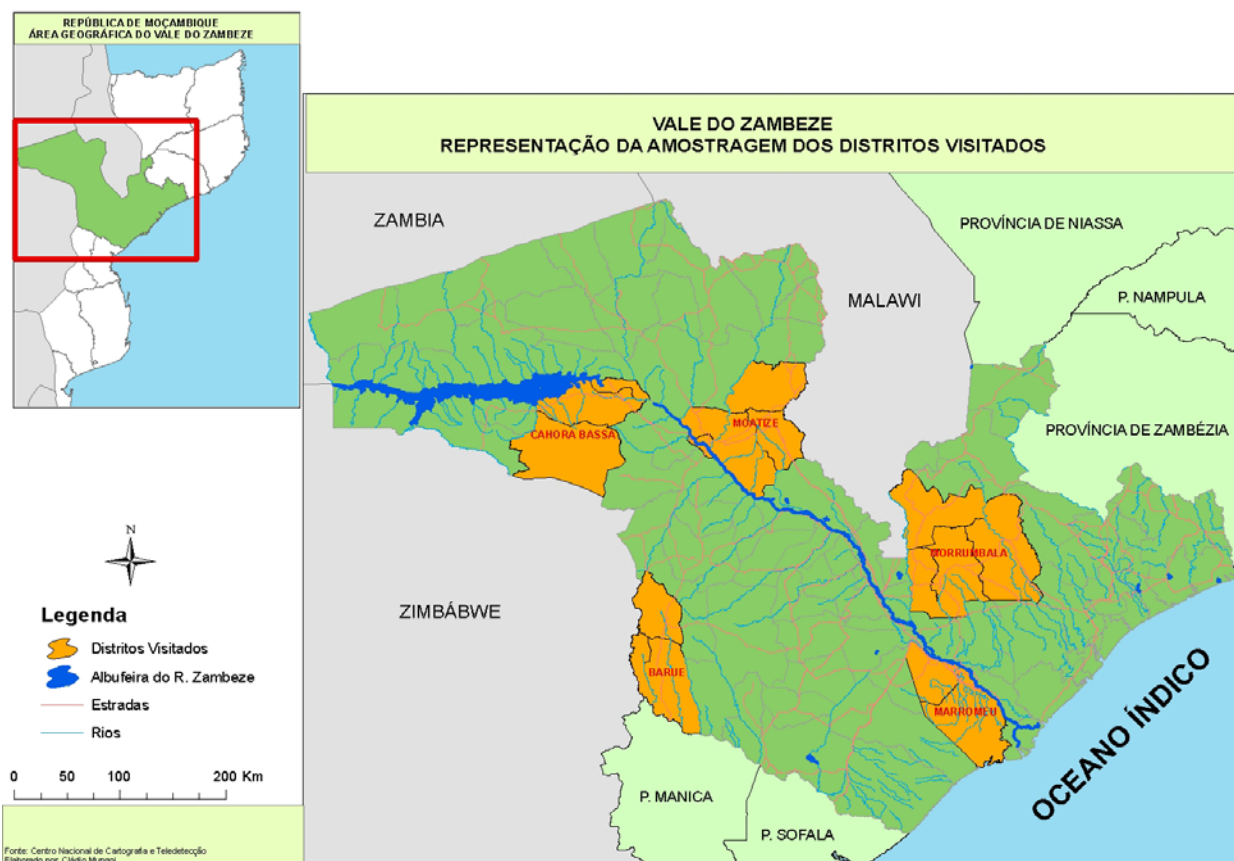 REPÚBLICA DE MOÇAMBIQUE
ÁREA GEOGRÁFICA DO VALE DO ZAMBEZE
VALE DO ZAMBEZE
REPRESENTAÇÃO DA AMOSTRAGEM DOS DISTRITOS VISITADOS
ZAMBIA
PROVÍNCIA DE NIASSA
MALAWI
P. NAMPULA
CAHORA BASSA
MOATIZE
PROVÍNCIA DE ZAMBÉZIA
MORRUMBALA
ZIMBÁBWE
BARUE
MARROMEU
OCEANO ÍNDICO
P. MANICA
P. SOFALA
N
Legenda
Distritos Visitados
Albufeira do R. Zambeze
Estradas
Rios
0 50 100 200 Km
Fonte: Centro Nacional de Cartografia e Teledetecção
Elaborado por: